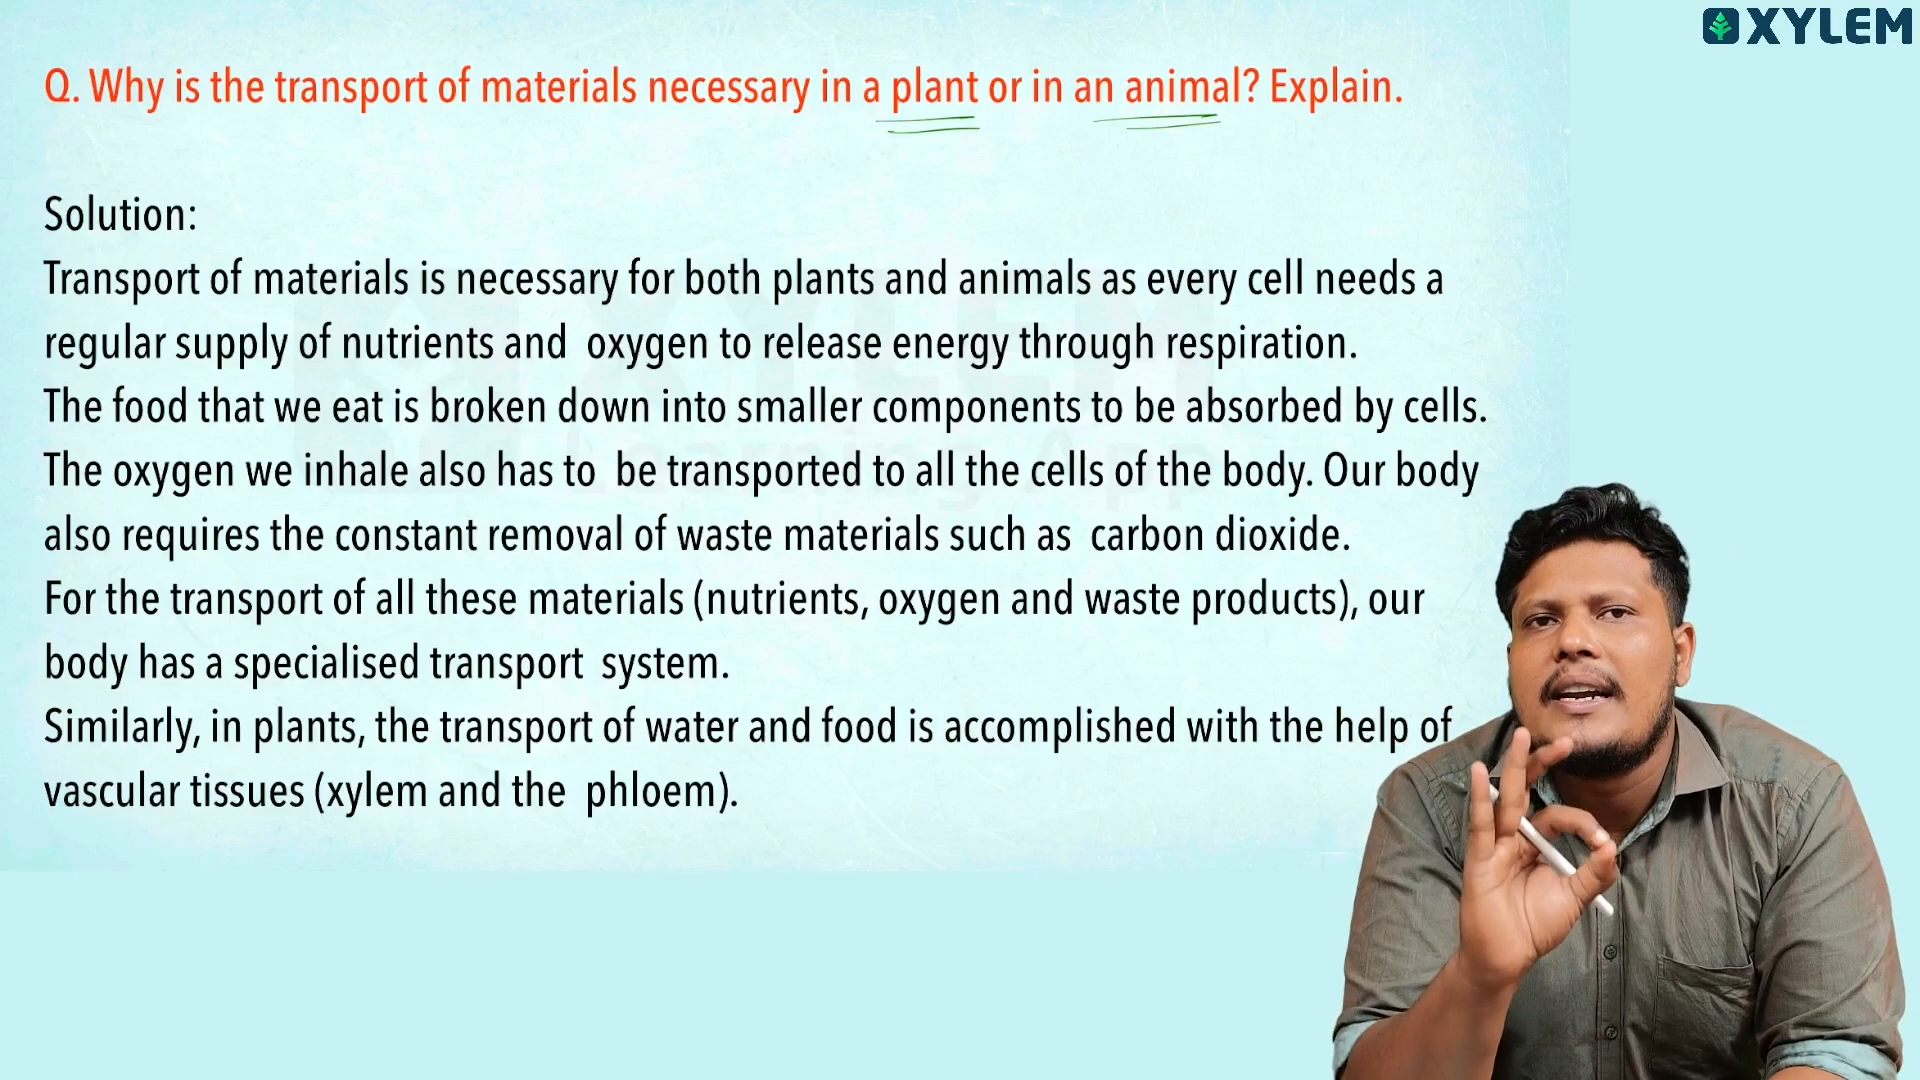 XYLEM
Q. Why is the transport of materials necessary in a plant or in an animal? Explain.
Solution:
Transport of materials is necessary for both plants and animals as every cell needs a
regular supply of nutrients and oxygen to release energy through respiration.
The food that we eat is broken down into smaller components to be absorbed by cells.
The oxygen we inhale also has to be transported to all the cells of the body. Our body
also requires the constant removal of waste materials such as carbon dioxide.
For the transport of all these materials (nutrients, oxygen and waste products), our
body has a specialised transport system.
Similarly, in plants, the transport of water and food is accomplished with the help of
vascular tissues (xylem and the phloem).
XYLEM
Learning App